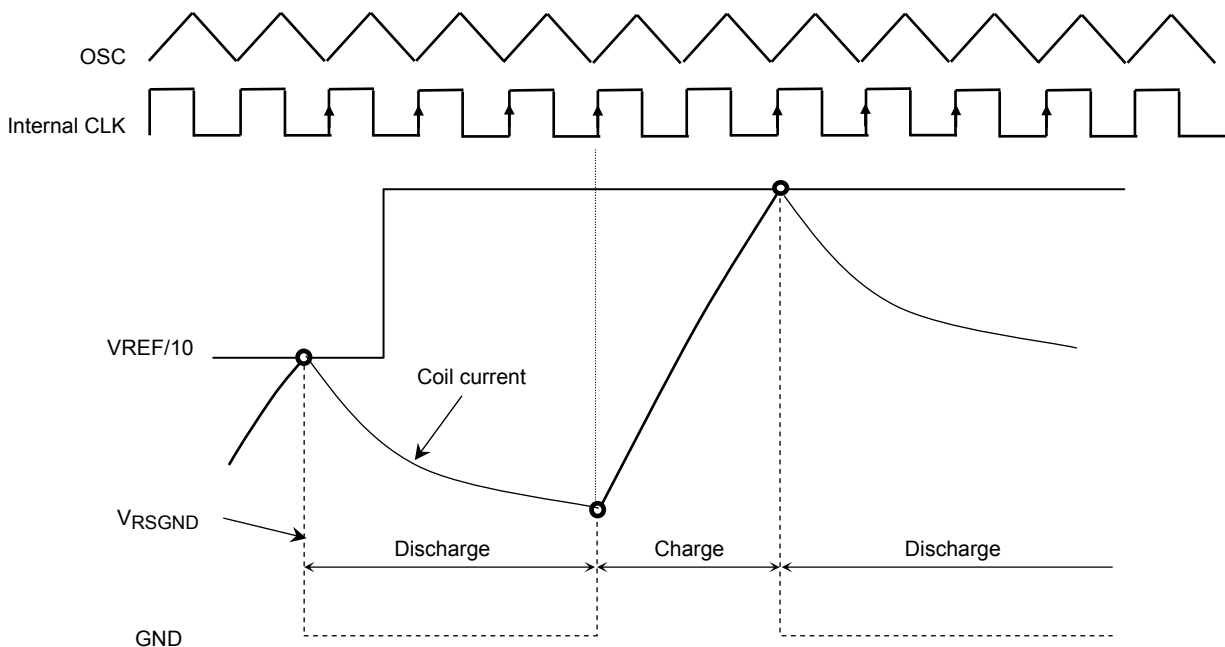 OSC
Internal CLK
VREF/10
Coil current
VRSGND
Discharge
Charge
Discharge
GND